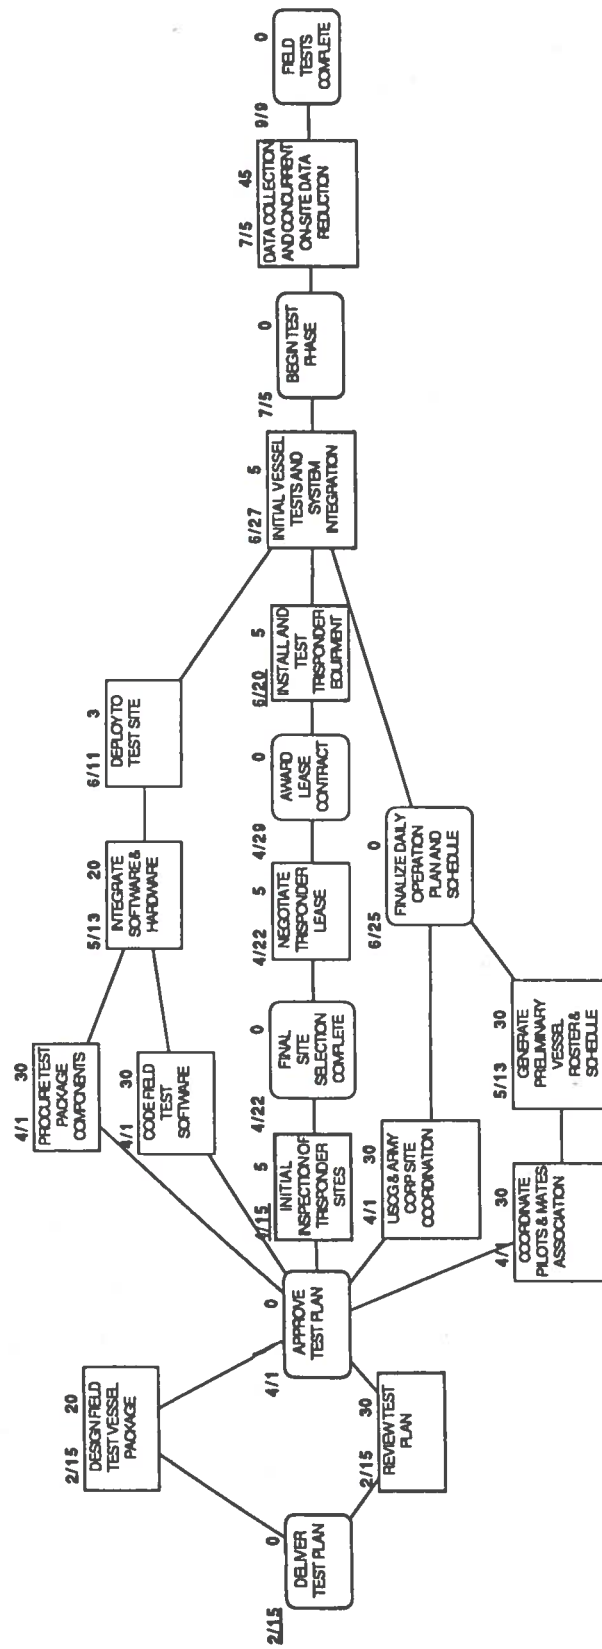 2/15 0
DELIVER
TEST PLAN
2/15 20
DESIGN FIELD
TEST VESSEL
PACKAGE
2/15 30
REVIEW TEST
PLAN
4/1 0
APPROVE
TEST PLAN
4/1 30
PROCURE TEST
PACKAGE
COMPONENTS
4/1 30
CODE FIELD
TEST
SOFTWARE
4/15 5
INITIAL
INSPECTION OF
TRISPONDER
SITES
4/1 30
USCG & ARMY
CORP SITE
COORDINATION
4/1 30
COORDINATE
PILOTS & MATES
ASSOCIATION
4/22 0
FINAL
SITE
SELECTION
COMPLETE
5/13 30
GENERATE
PRELIMINARY
VESSEL
ROSTER &
SCHEDULE
5/13 20
INTEGRATE
SOFTWARE &
HARDWARE
4/22 5
NEGOTIATE
TRISPONDER
LEASE
6/25 0
FINALIZE DAILY
OPERATION
PLAN AND
SCHEDULE
4/29 0
AWARD
LEASE
CONTRACT
6/11 3
DEPLOY TO
TEST SITE
6/20 5
INSTALL AND
TEST
TRISPONDER
EQUIPMENT
6/27 5
INITIAL VESSEL
TESTS AND
SYSTEM
INTEGRATION
7/5 0
BEGIN TEST
PHASE
7/5 45
DATA COLLECTION
AND CONCURRENT
ON-SITE DATA
REDUCTION
9/9 0
FIELD
TESTS
COMPLETE